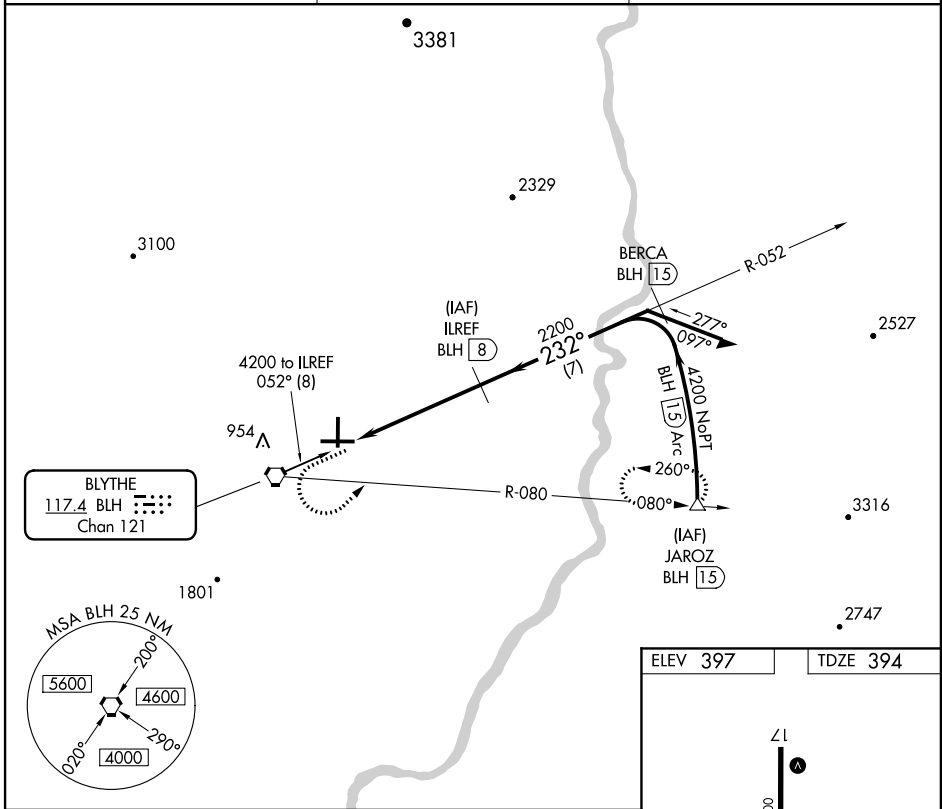 3381
2329
3100
BERCA
BLH 15
R-052
277°
097°
2527
(IAF)
ILREF
BLH 8
2200
232°
(7)
4200 to ILREF
052° (8)
954
4200 NoPT
BLH 15 Arc
BLYTHE
117.4 BLH
Chan 121
R-080
260°
080°
(IAF)
JAROZ
BLH 15
3316
1801
2747
MSA BLH 25 NM
200°
5600
4600
290°
020°
4000
ELEV 397
TDZE 394
17
V